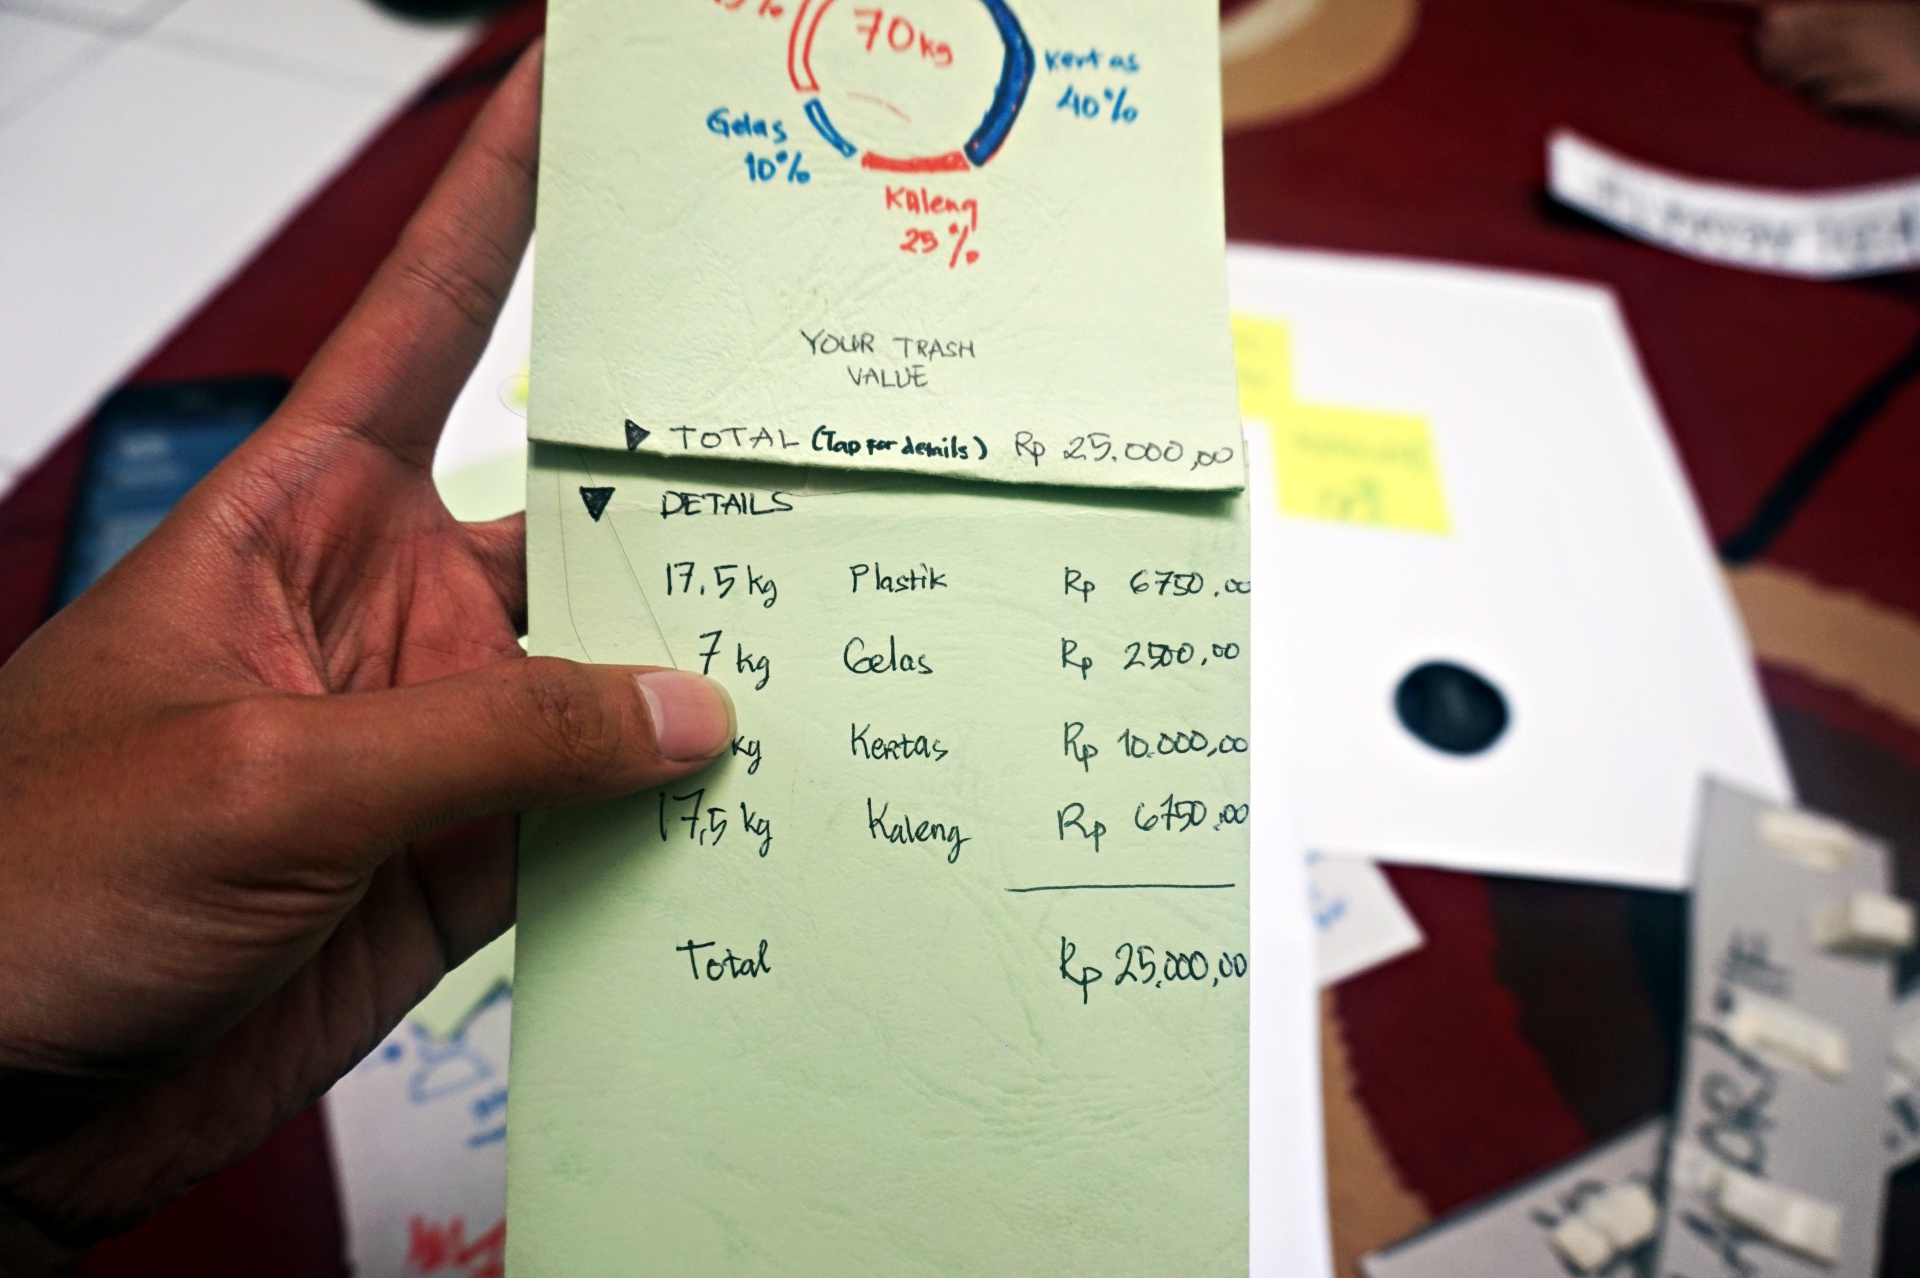 70kg
Kertas
40%
Gelas
10%
Kaleng
25%
YOUR TRASH
VALUE
TOTAL (Tap for details) Rp 25.000,00
DETAILS
17,5 kg Plastik Rp 6750,00
7 kg Gelas Rp 2500,00
kg Kertas Rp 10.000,00
17,5 kg Kaleng Rp 6750,00
Total Rp 25.000,00